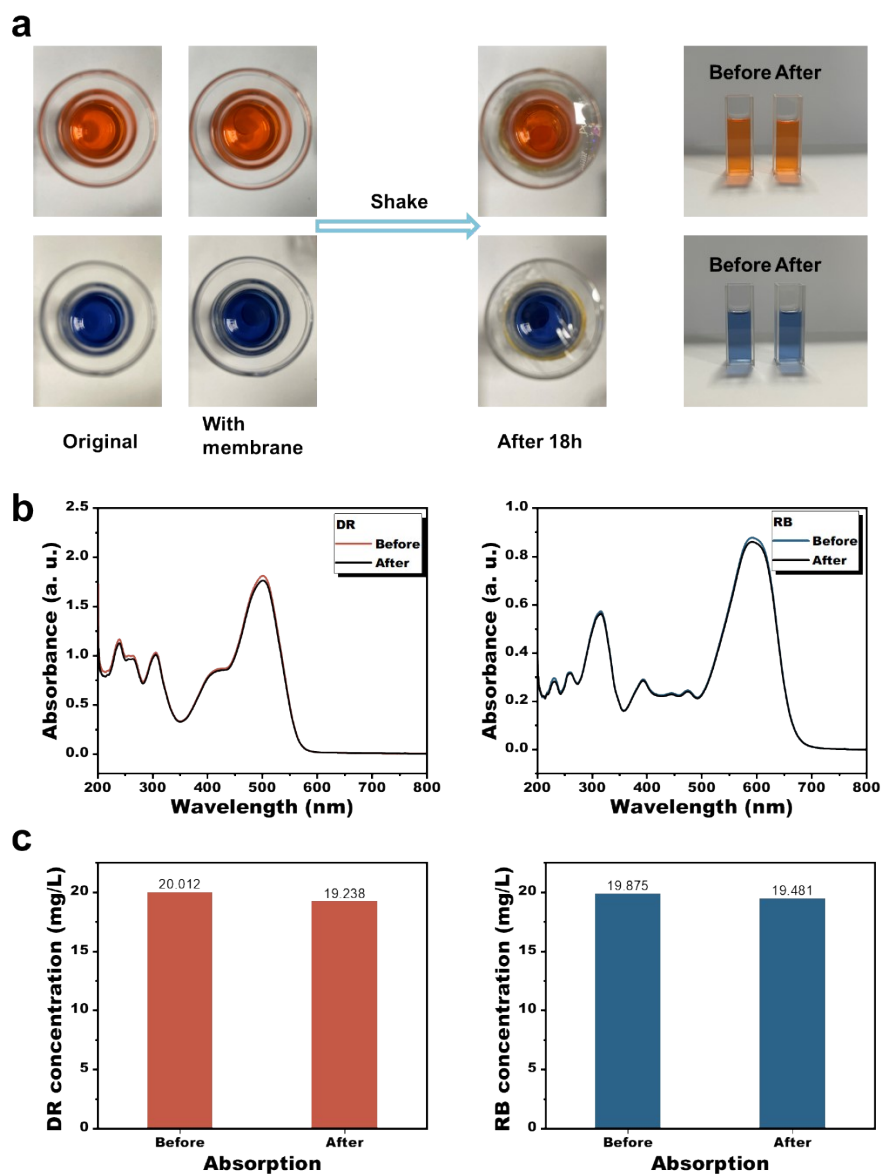 a
Before After
Shake
Before After
Original
With
membrane
After 18h
b
2.5
2.0
1.5
1.0
0.5
0.0
Absorbance (a. u.)
DR
Before
After
200 300 400 500 600 700 800
Wavelength (nm)
1.0
0.8
0.6
0.4
0.2
0.0
Absorbance (a. u.)
RB
Before
After
200 300 400 500 600 700 800
Wavelength (nm)
c
20
15
10
5
0
DR concentration (mg/L)
20.012
19.238
Before After
Absorption
20
15
10
5
0
RB concentration (mg/L)
19.875
19.481
Before After
Absorption